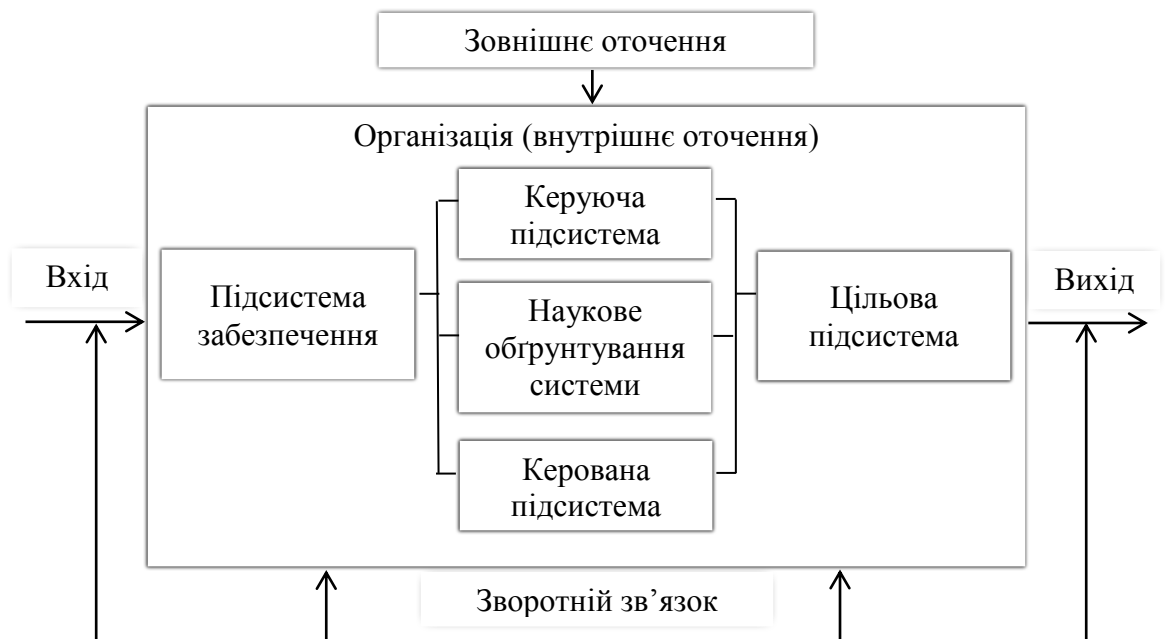 Зовнішнє оточення
Організація (внутрішнє оточення)
Керуюча
підсистема
Вхід
Підсистема
забезпечення
Наукове
обґрунтування
системи
Цільова
підсистема
Вихід
Керована
підсистема
Зворотній зв’язок